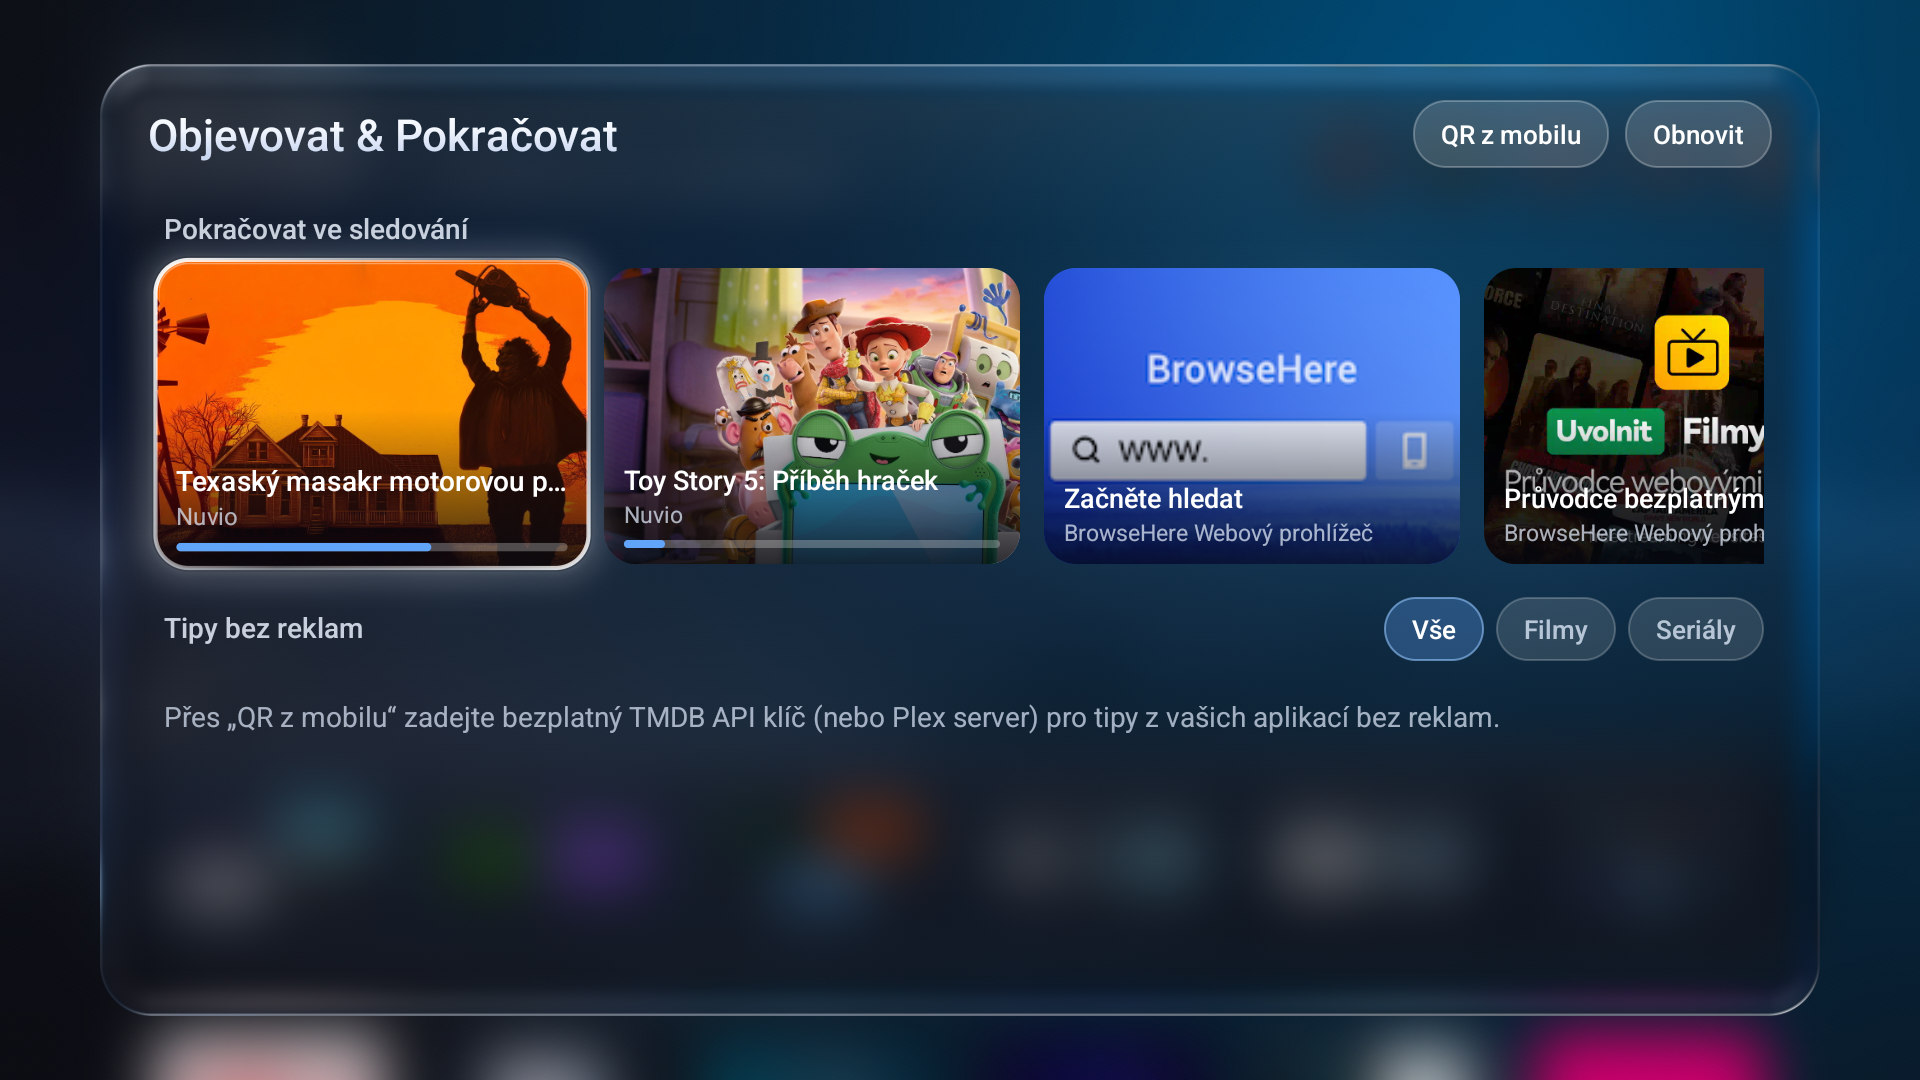 Objevovat & Pokračovat
QR z mobilu
Obnovit
Pokračovat ve sledování
Texaský masakr motorovou p...
Nuvio
Toy Story 5: Příběh hraček
Nuvio
BrowseHere
www.
Začněte hledat
BrowseHere Webový prohlížeč
FINAL
DESTINATION
Uvolnit Filmy
Průvodce webovými
Průvodce bezplatným
BrowseHere Webový proh
Tipy bez reklam
Vše
Filmy
Seriály
Přes „QR z mobilu“ zadejte bezplatný TMDB API klíč (nebo Plex server) pro tipy z vašich aplikací bez reklam.